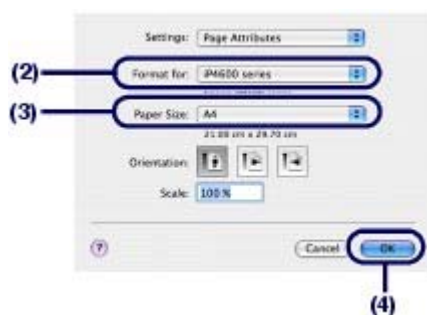 Settings: Page Attributes
(2) Format for: iP4600 series
(3) Paper Size: A4
21.00 cm x 29.70 cm
Orientation:
Scale: 100 %
? Cancel OK
(4)